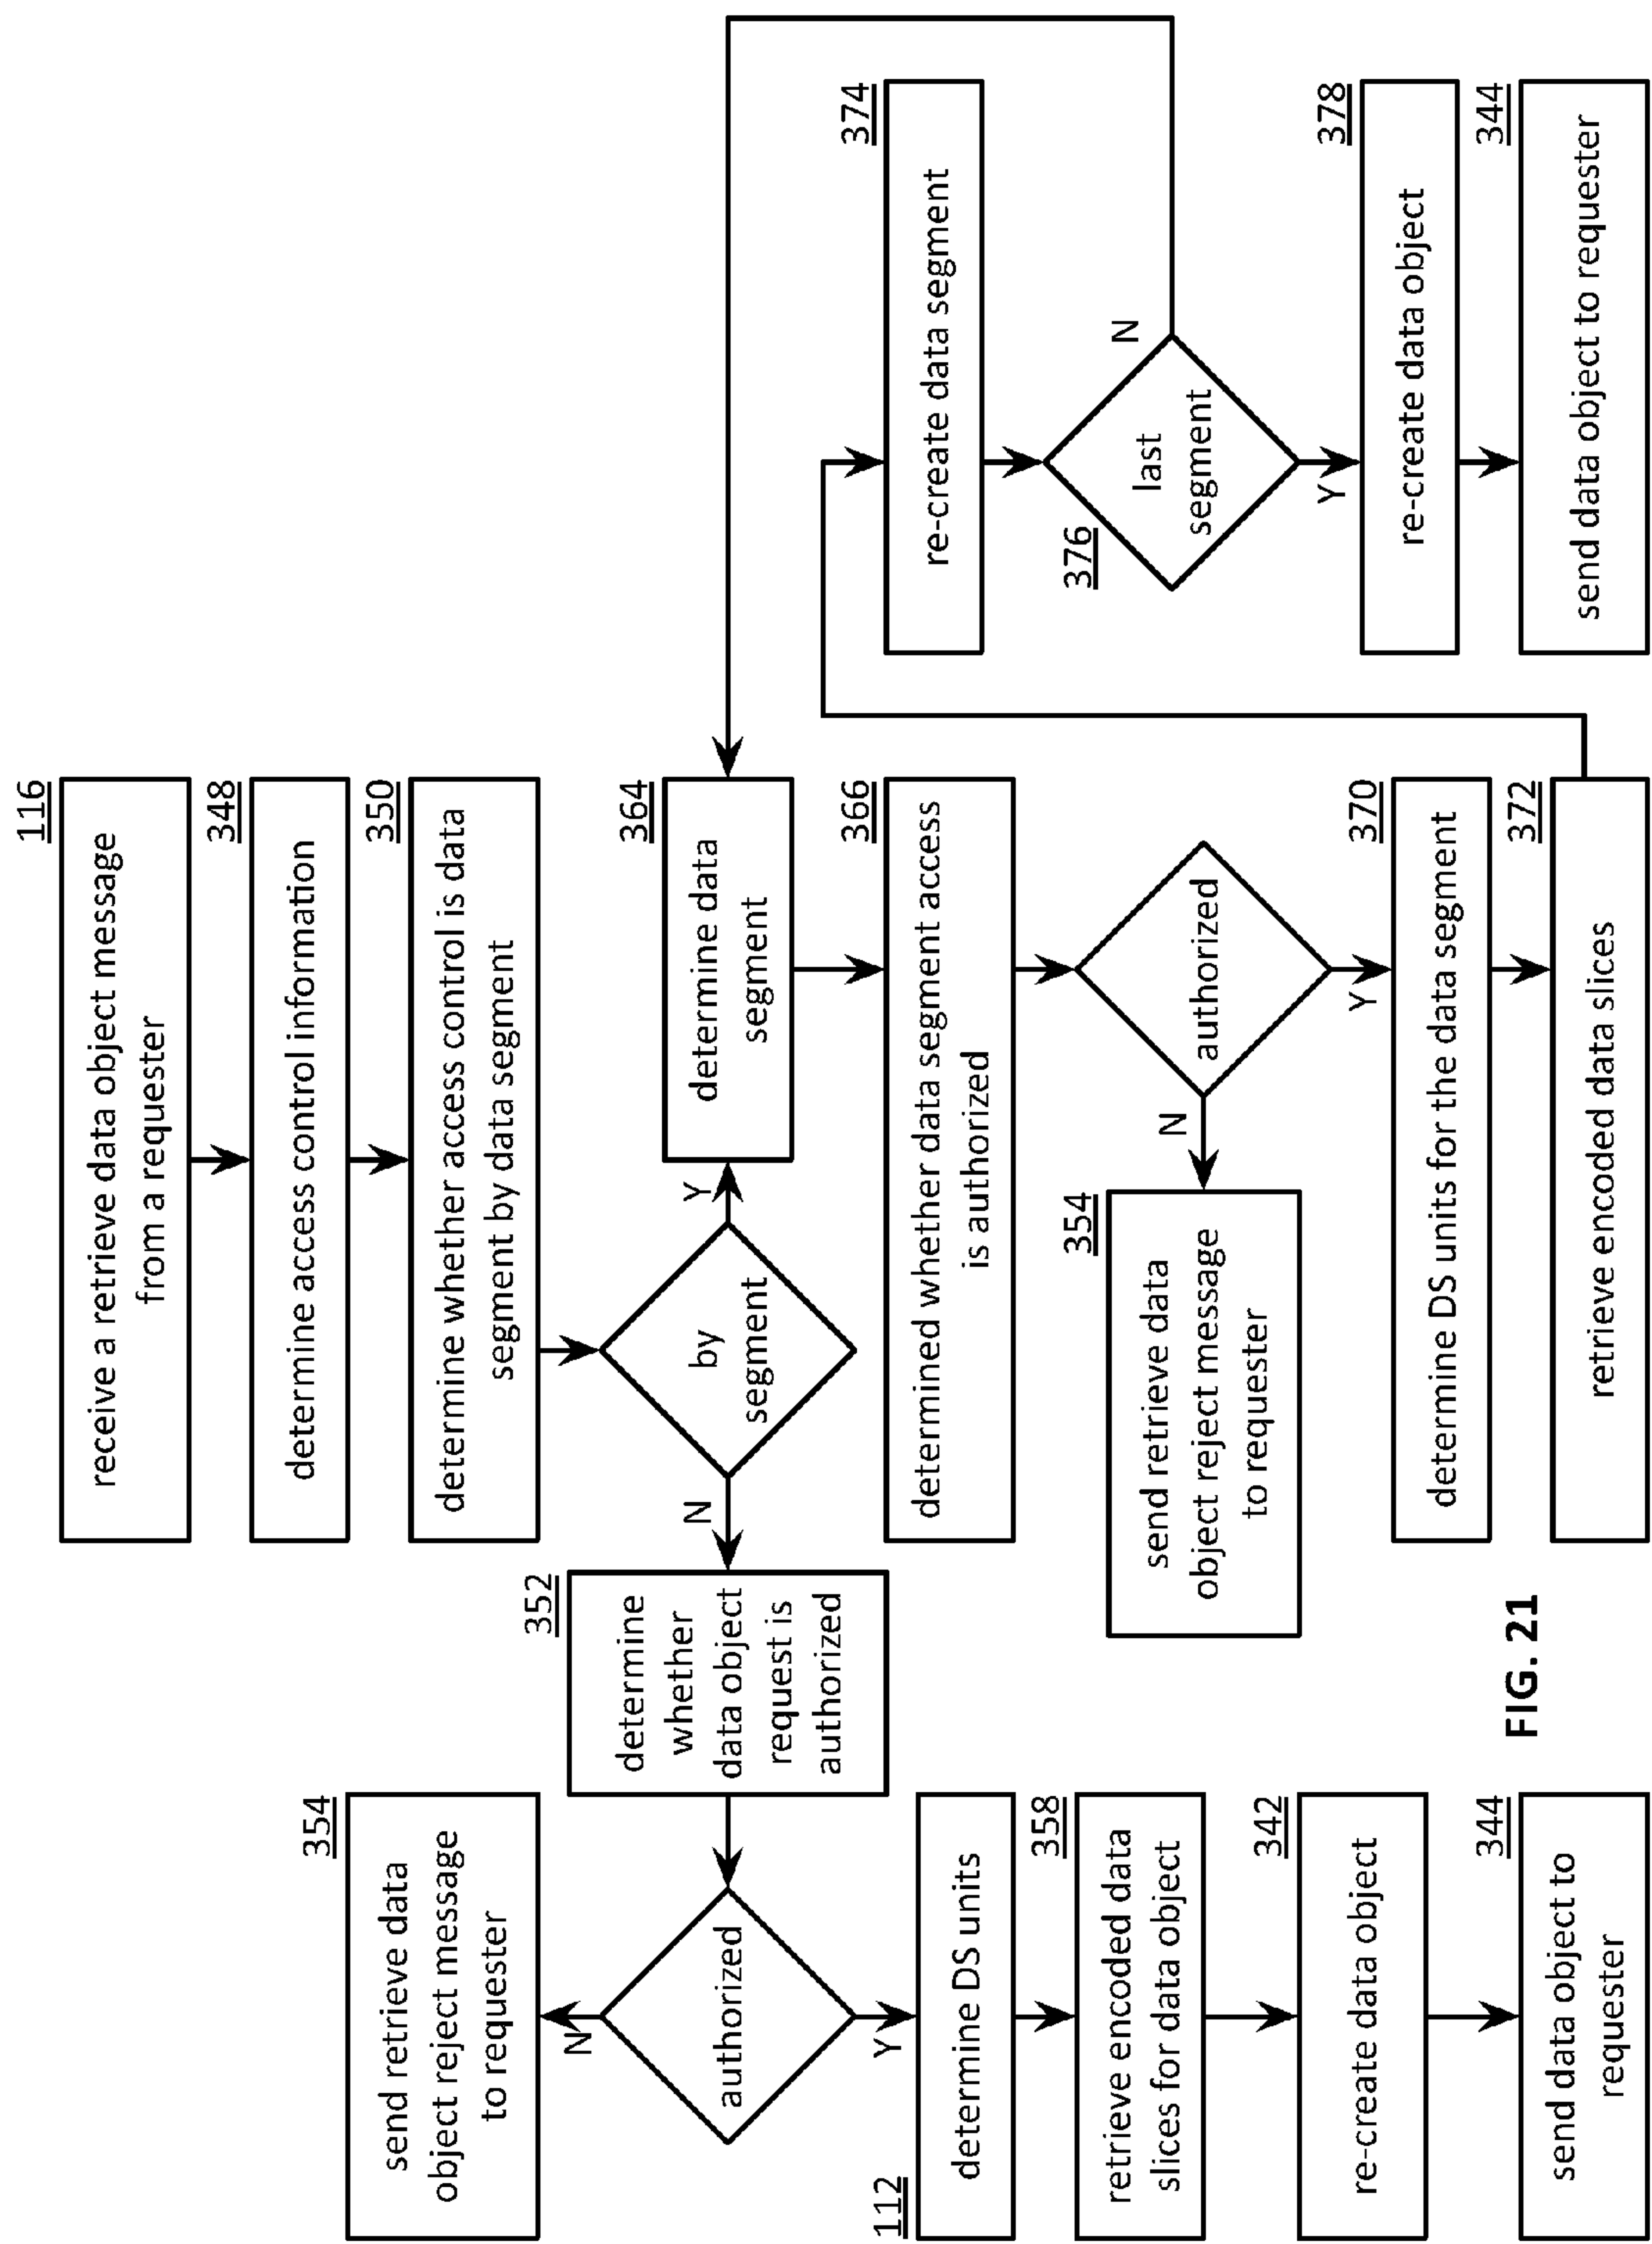 116
receive a retrieve data object message
from a requester
348
determine access control information
350
determine whether access control is data
segment by data segment
by
segment
N
Y
352
determine
whether
data object
request is
authorized
authorized
N
354
send retrieve data
object reject message
to requester
Y
112
determine DS units
358
retrieve encoded data
slices for data object
342
re-create data object
344
send data object to
requester
364
determine data
segment
366
determined whether data segment access
is authorized
authorized
N
354
send retrieve data
object reject message
to requester
Y
370
determine DS units for the data segment
372
retrieve encoded data slices
374
re-create data segment
376
last
segment
N
Y
378
re-create data object
344
send data object to requester
FIG. 21